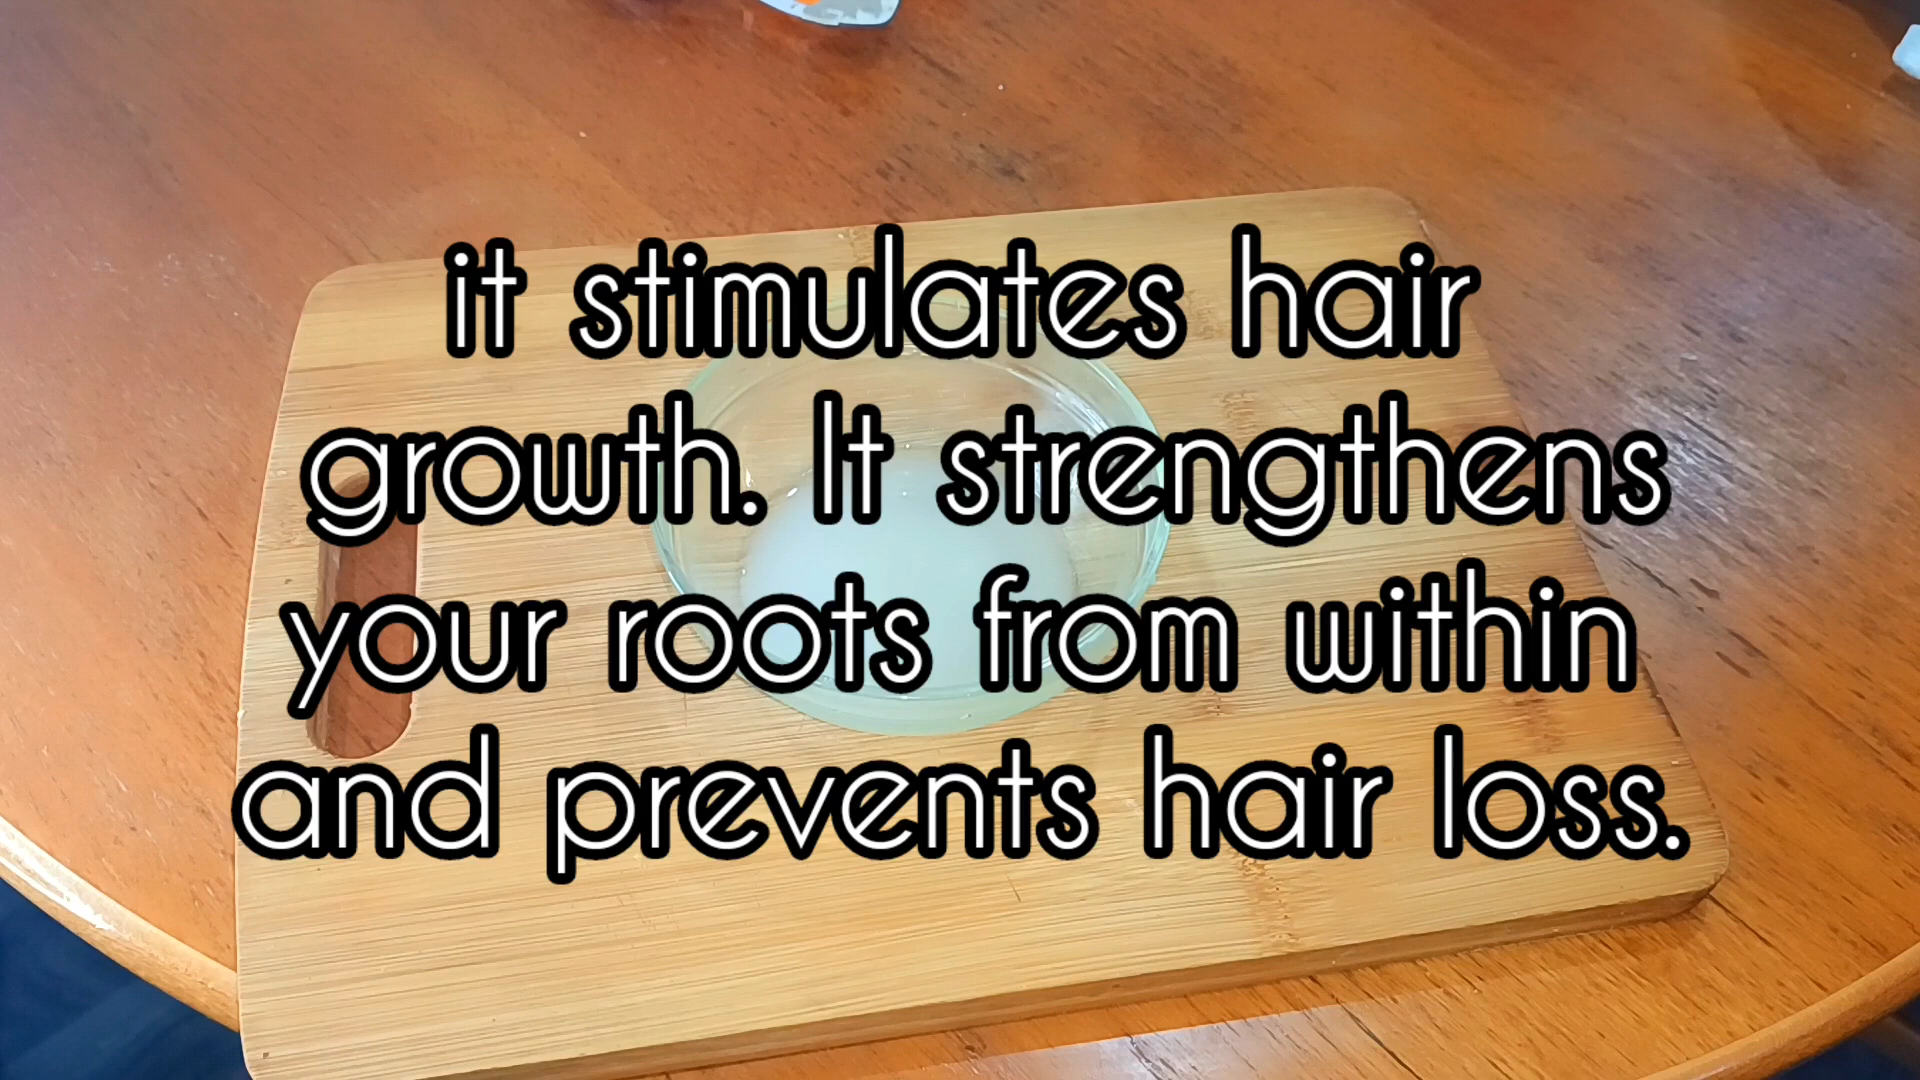 it stimulates hair
growth. It strengthens
your roots from within
and prevents hair loss.